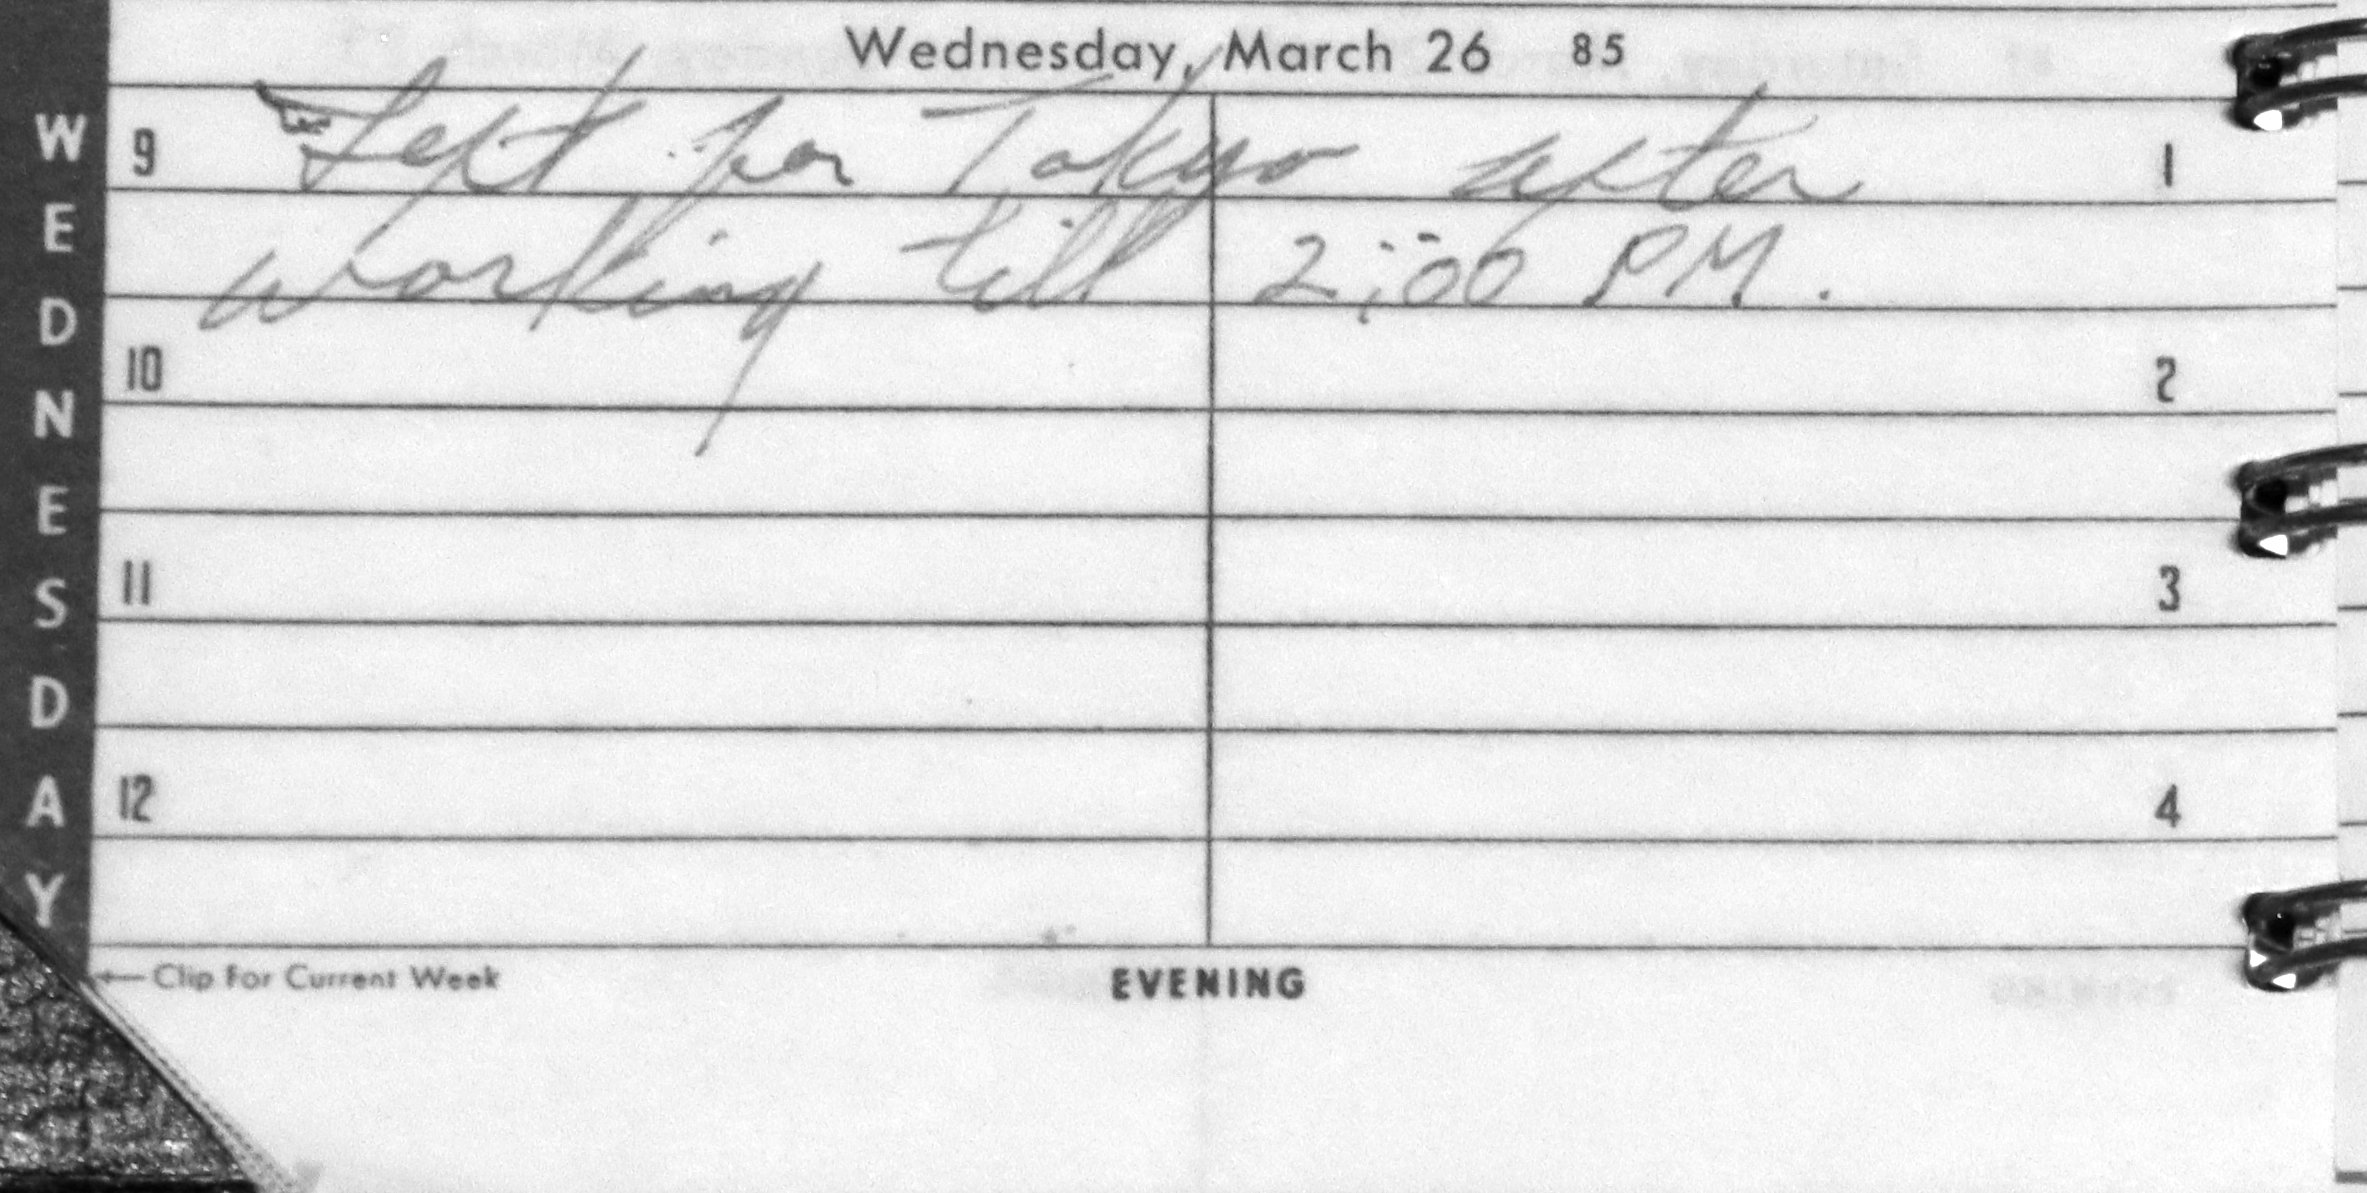 Wednesday, March 26 85
WEDNESDAY
9 Left for Tokyo after 1
working till 2:00 PM.
10 2
11 3
12 4
←Clip For Current Week EVENING